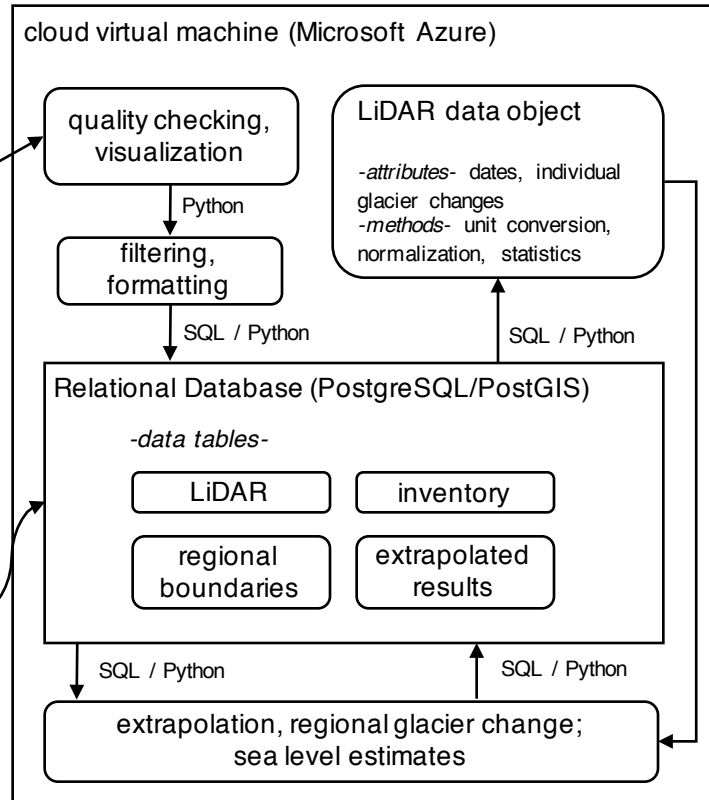 cloud virtual machine (Microsoft Azure)
quality checking,
visualization
Python
filtering,
formatting
SQL / Python
LiDAR data object
-attributes- dates, individual
glacier changes
-methods- unit conversion,
normalization, statistics
SQL / Python
Relational Database (PostgreSQL/PostGIS)
-data tables-
LiDAR
inventory
regional
boundaries
extrapolated
results
SQL / Python
SQL / Python
extrapolation, regional glacier change;
sea level estimates